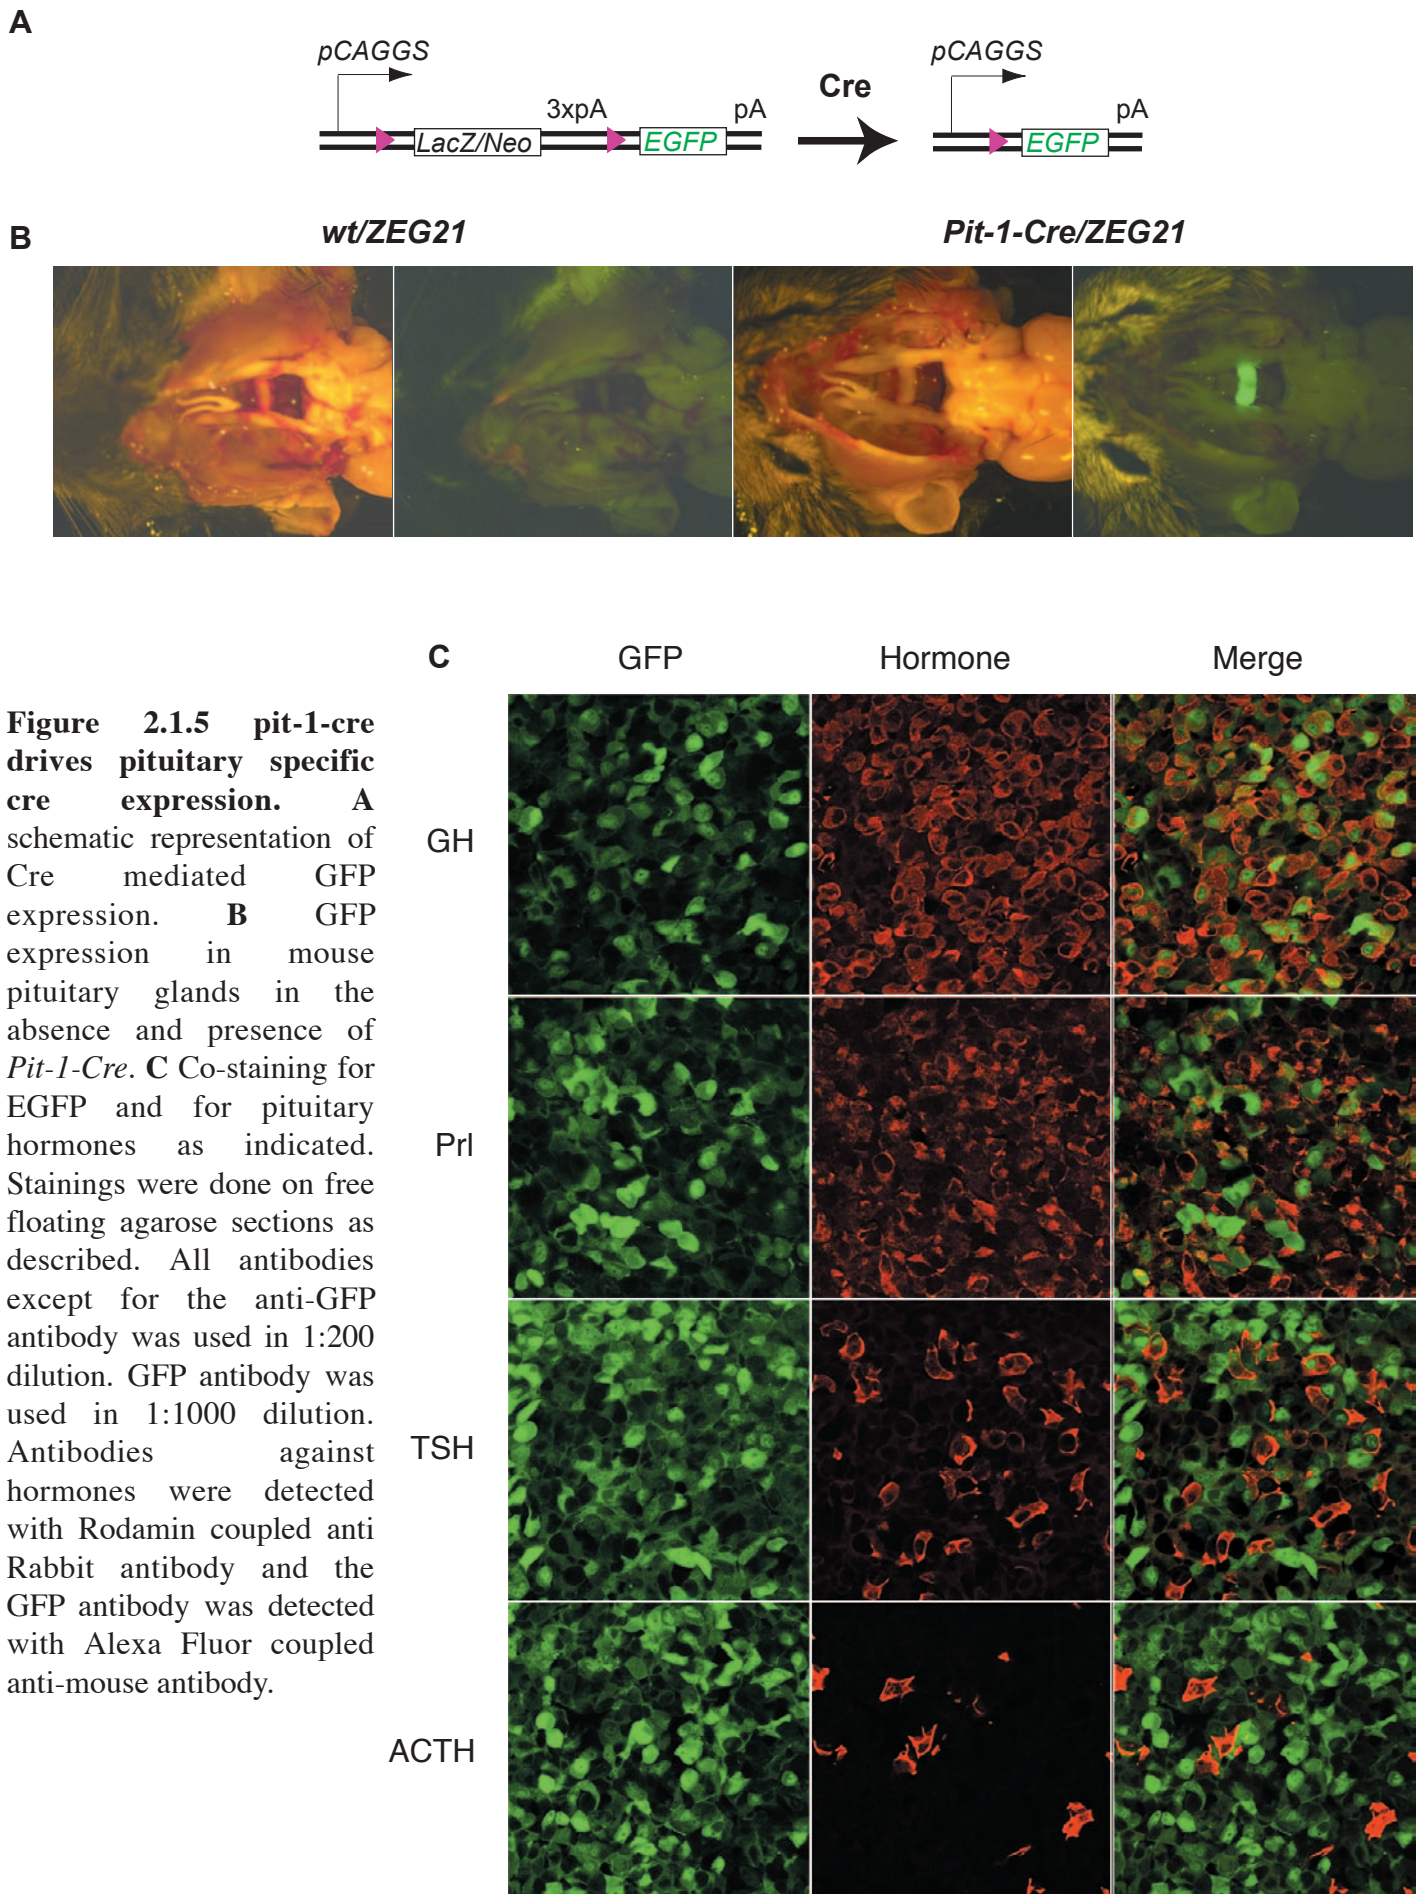 A
pCAGGS
pCAGGS
Cre
3xpA
pA
pA
LacZ/Neo
EGFP
EGFP
B
wt/ZEG21
Pit-1-Cre/ZEG21
C
GFP
Hormone
Merge
GH
Prl
TSH
ACTH
Figure 2.1.5 pit-1-cre
drives pituitary specific
cre expression. A
schematic representation of
Cre mediated GFP
expression. B GFP
expression in mouse
pituitary glands in the
absence and presence of
Pit-1-Cre. C Co-staining for
EGFP and for pituitary
hormones as indicated.
Stainings were done on free
floating agarose sections as
described. All antibodies
except for the anti-GFP
antibody was used in 1:200
dilution. GFP antibody was
used in 1:1000 dilution.
Antibodies against
hormones were detected
with Rodamin coupled anti
Rabbit antibody and the
GFP antibody was detected
with Alexa Fluor coupled
anti-mouse antibody.